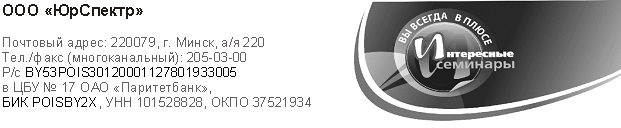 ООО «ЮрСпектр»
Почтовый адрес: 220079, г. Минск, а/я 220
Тел./факс (многоканальный): 205-03-00
Р/с BY53POIS30120001127801933005
в ЦБУ № 17 ОАО «Паритетбанк»,
БИК POISBY2X, УНН 101528828, ОКПО 37521934
ВЫ ВСЕГДА В ПЛЮСЕ
Интересные
семинары